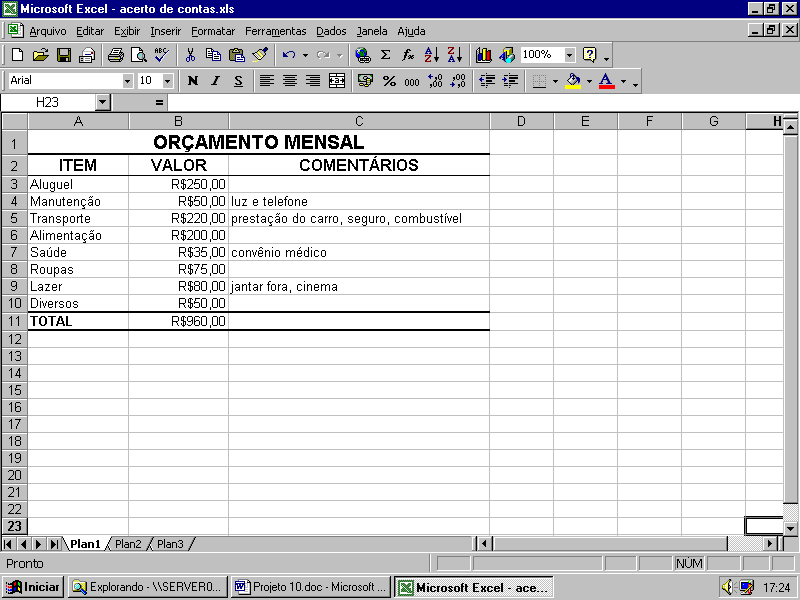 Microsoft Excel - acerto de contas.xls
Arquivo Editar Exibir Inserir Formatar Ferramentas Dados Janela Ajuda
100%
Arial 10 N I S
H23 =
A B C D E F G H
1 ORÇAMENTO MENSAL
2 ITEM VALOR COMENTÁRIOS
3 Aluguel R$250,00
4 Manutenção R$50,00 luz e telefone
5 Transporte R$220,00 prestação do carro, seguro, combustível
6 Alimentação R$200,00
7 Saúde R$35,00 convênio médico
8 Roupas R$75,00
9 Lazer R$80,00 jantar fora, cinema
10 Diversos R$50,00
11 TOTAL R$960,00
12
13
14
15
16
17
18
19
20
21
22
23
Plan1 Plan2 Plan3
Pronto NÚM
Iniciar Explorando - \\SERVER0... Projeto 10.doc - Microsoft ... Microsoft Excel - ace... 17:24